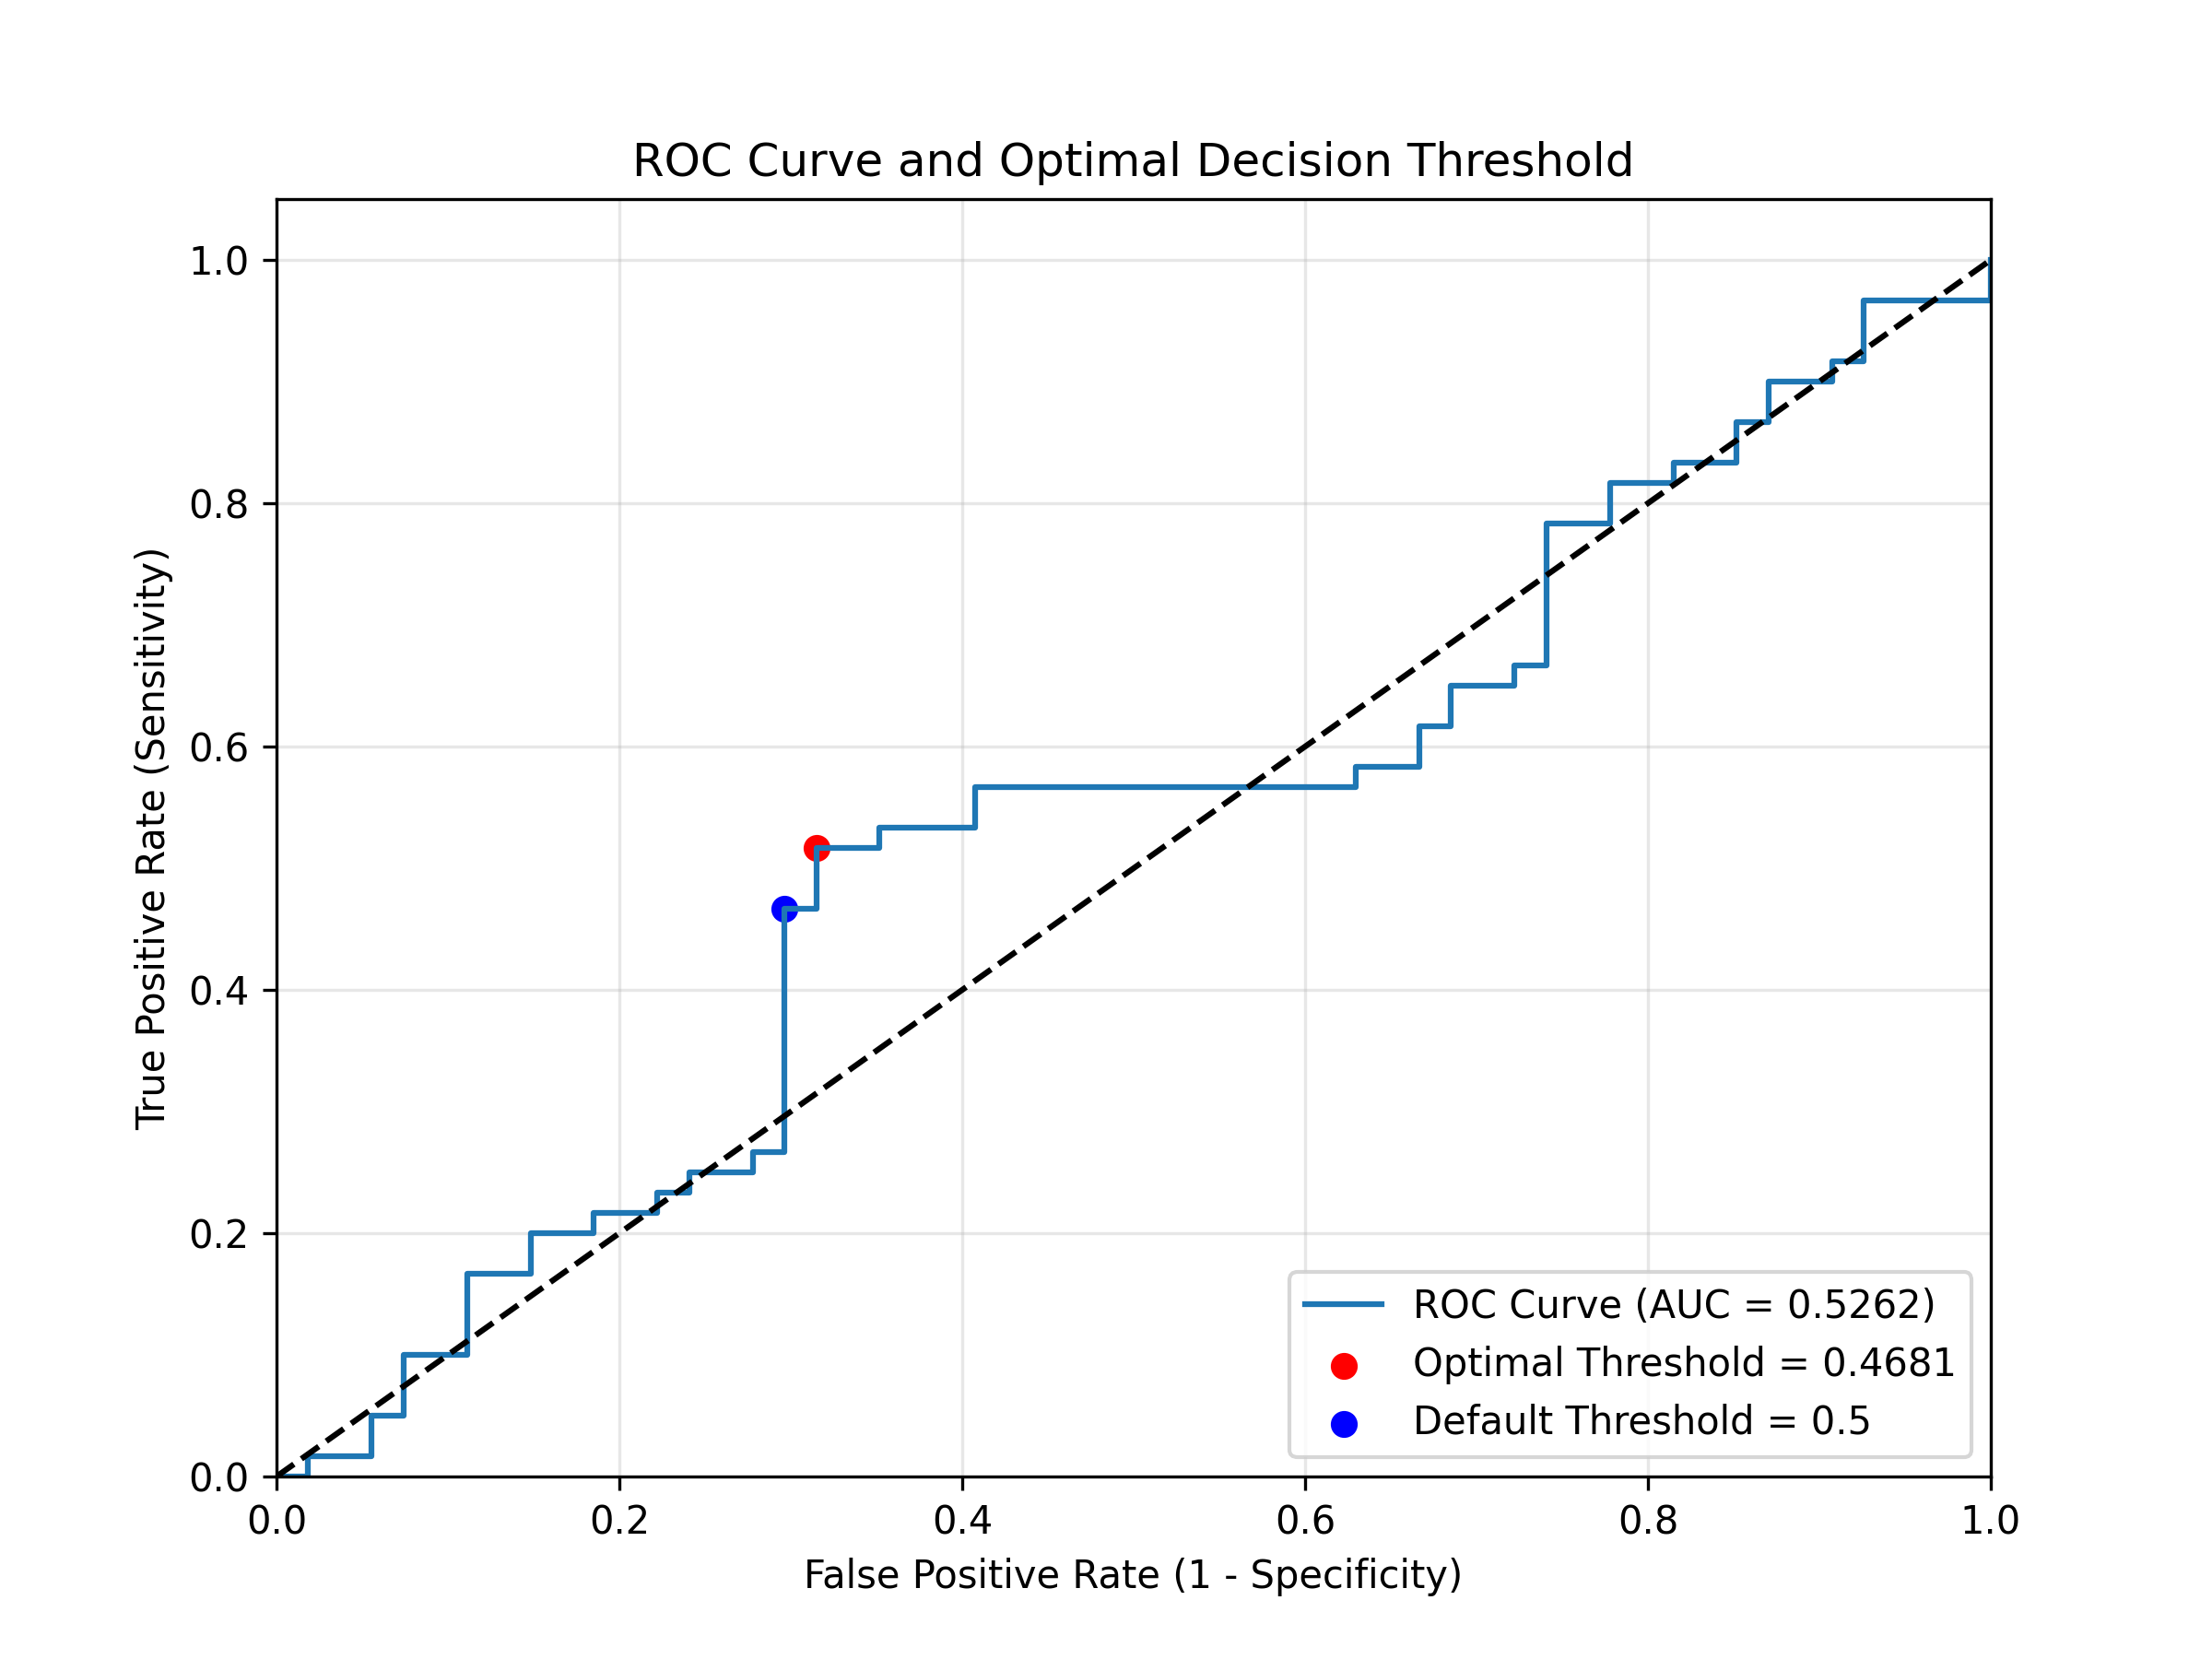 ROC Curve and Optimal Decision Threshold
True Positive Rate (Sensitivity)
1.0
0.8
0.6
0.4
0.2
0.0
0.0 0.2 0.4 0.6 0.8 1.0
False Positive Rate (1 - Specificity)
ROC Curve (AUC = 0.5262)
Optimal Threshold = 0.4681
Default Threshold = 0.5